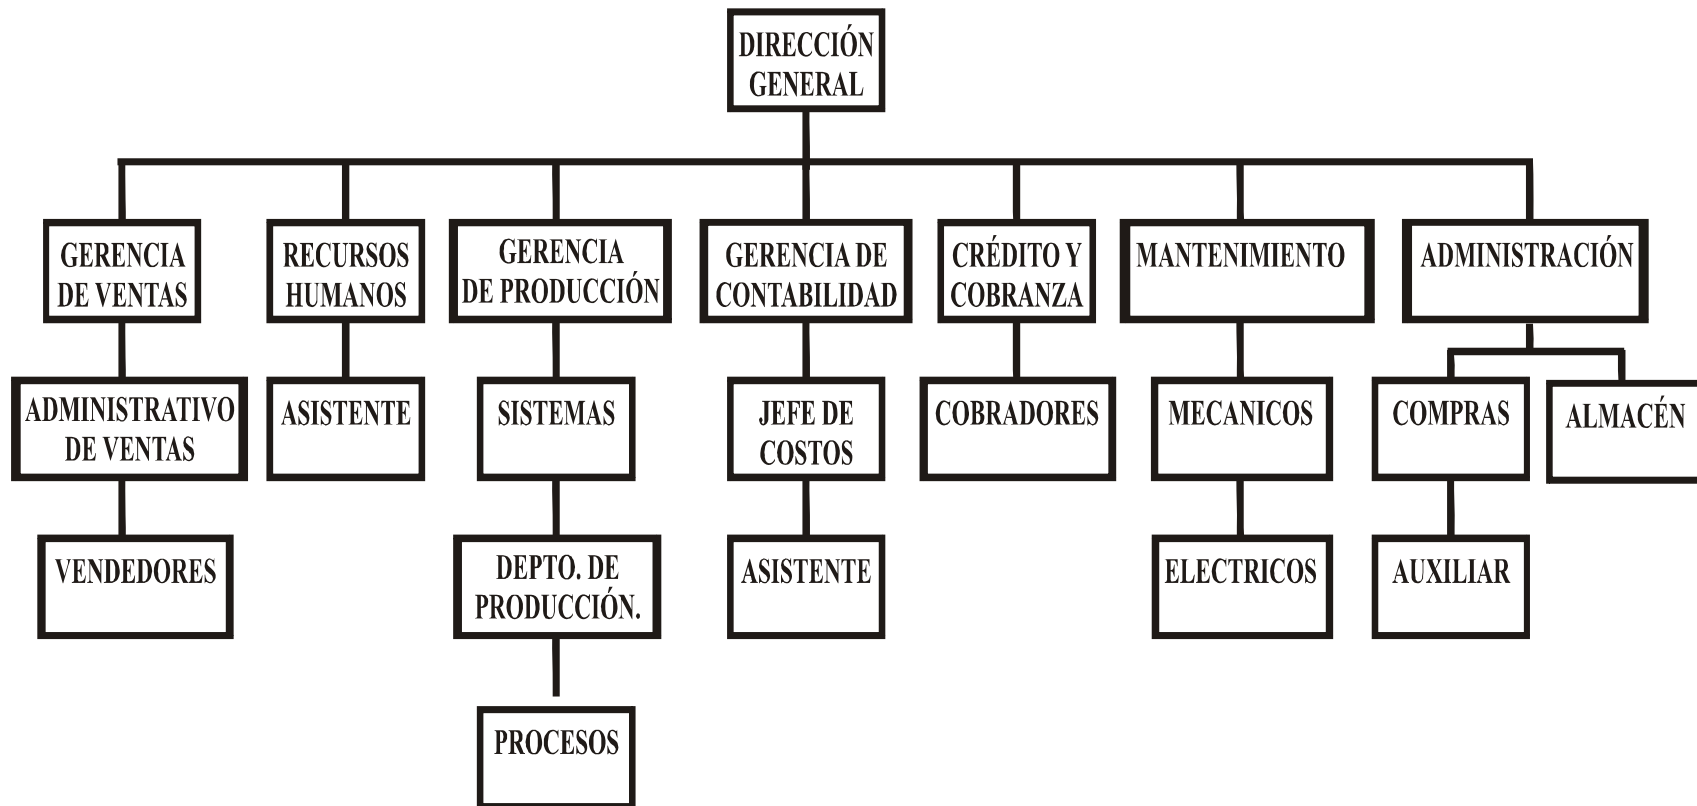 DIRECCIÓN
GENERAL
GERENCIA
DE VENTAS
RECURSOS
HUMANOS
GERENCIA
DE PRODUCCIÓN
GERENCIA DE
CONTABILIDAD
CRÉDITO Y
COBRANZA
MANTENIMIENTO
ADMINISTRACIÓN
ADMINISTRATIVO
DE VENTAS
ASISTENTE
SISTEMAS
JEFE DE
COSTOS
COBRADORES
MECANICOS
COMPRAS
ALMACÉN
VENDEDORES
DEPTO. DE
PRODUCCIÓN.
ASISTENTE
ELECTRICOS
AUXILIAR
PROCESOS